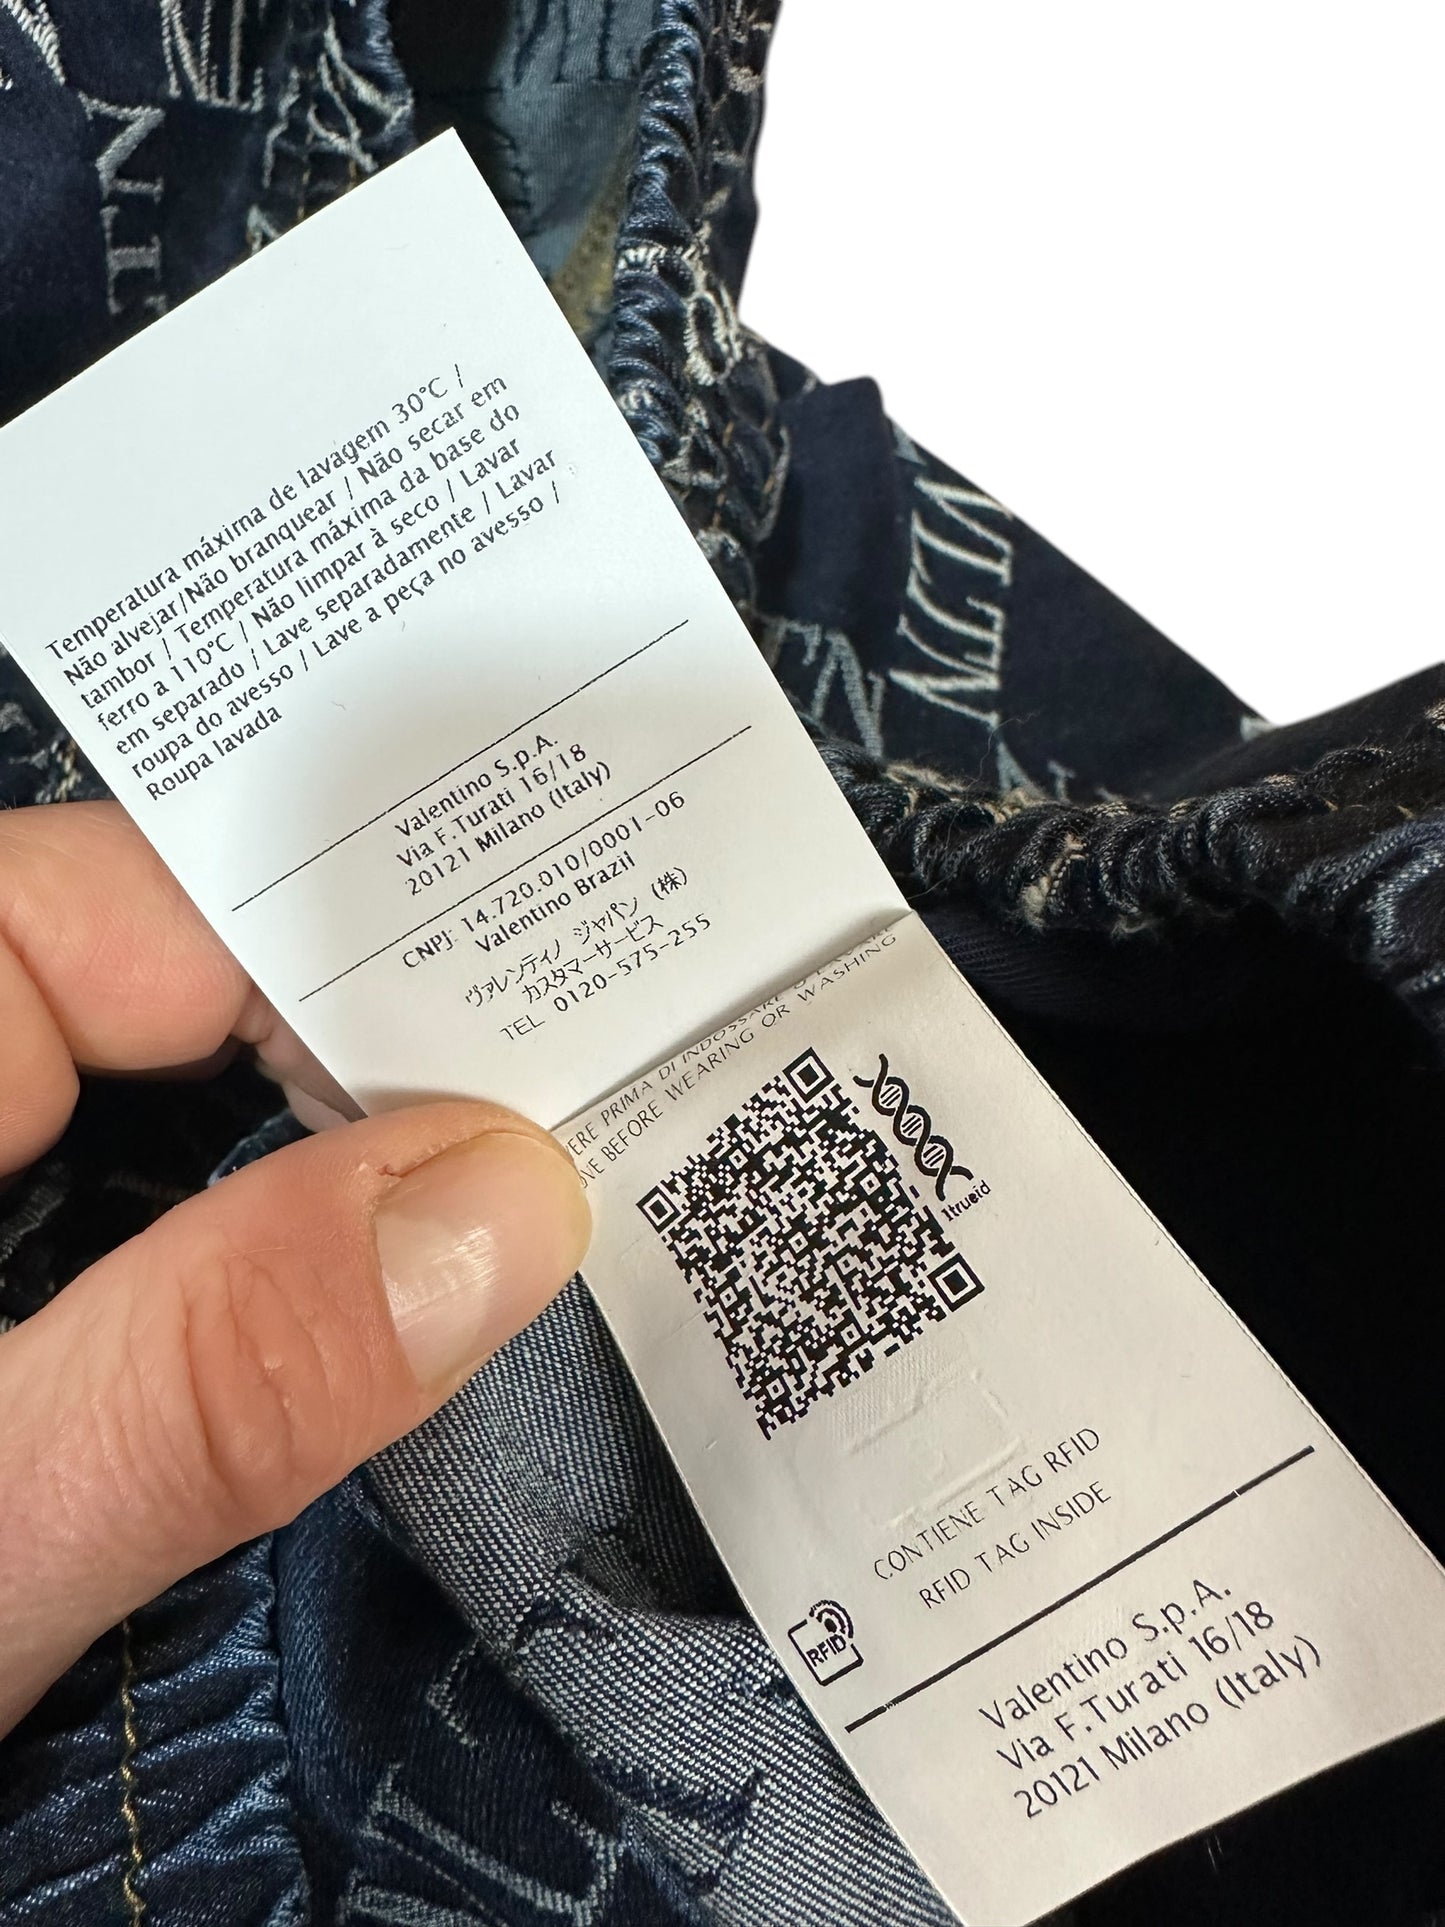 Temperatura máxima de lavagem 30°C /
Não alvejar/Não branquear / Não secar em
tambor / Temperatura máxima da base do
ferro a 110°C / Não limpar à seco / Lavar
em separado / Lave separadamente / Lavar
roupa do avesso / Lave a peça no avesso /
Roupa lavada
Valentino S.p.A.
Via F.Turati 16/18
20121 Milano (Italy)
CNPJ: 14.720.010/0001-06
Valentino Brazil
ヴァレンティノ ジャパン (株)
カスタマーサービス
TEL 0120-575-255
PRIMA DI INDOSSARE O
BEFORE WEARING OR WASHING
1trueid
CONTIENE TAG RFID
RFID TAG INSIDE
RFID
Valentino S.p.A.
Via F.Turati 16/18
20121 Milano (Italy)
VLTN